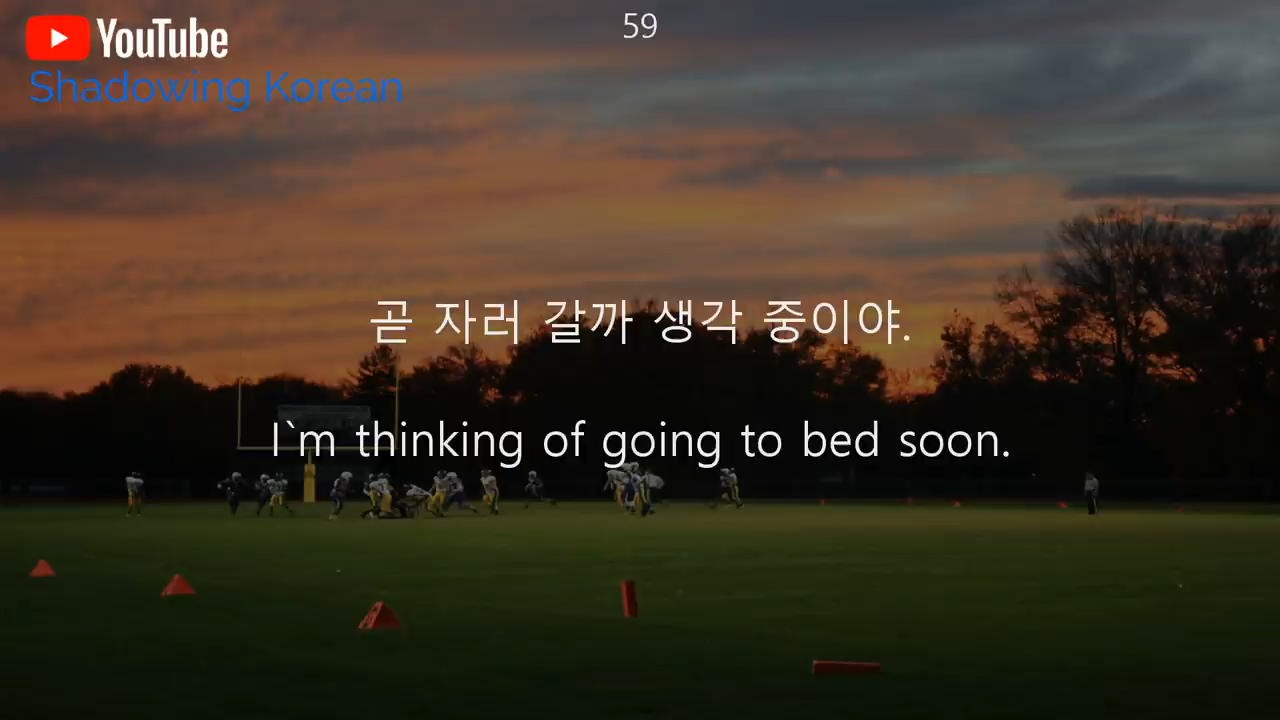 YouTube
Shadowing Korean
59
곧 자러 갈까 생각 중이야.
I`m thinking of going to bed soon.